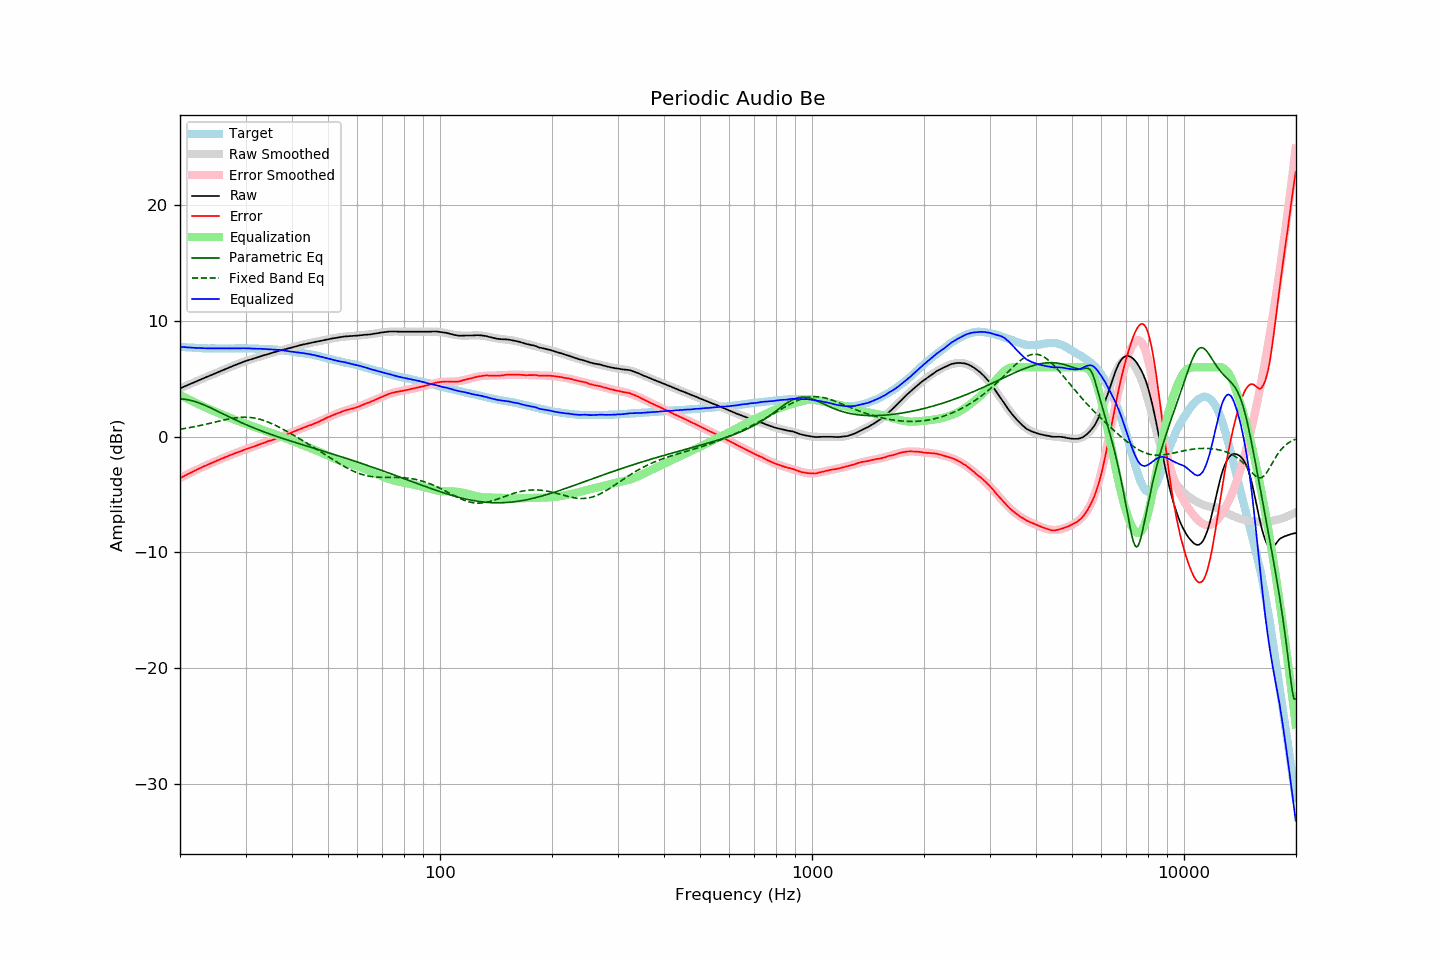 Periodic Audio Be
Target
Raw Smoothed
Error Smoothed
Raw
Error
Equalization
Parametric Eq
Fixed Band Eq
Equalized
20
10
0
−10
−20
−30
Amplitude (dBr)
100
1000
10000
Frequency (Hz)